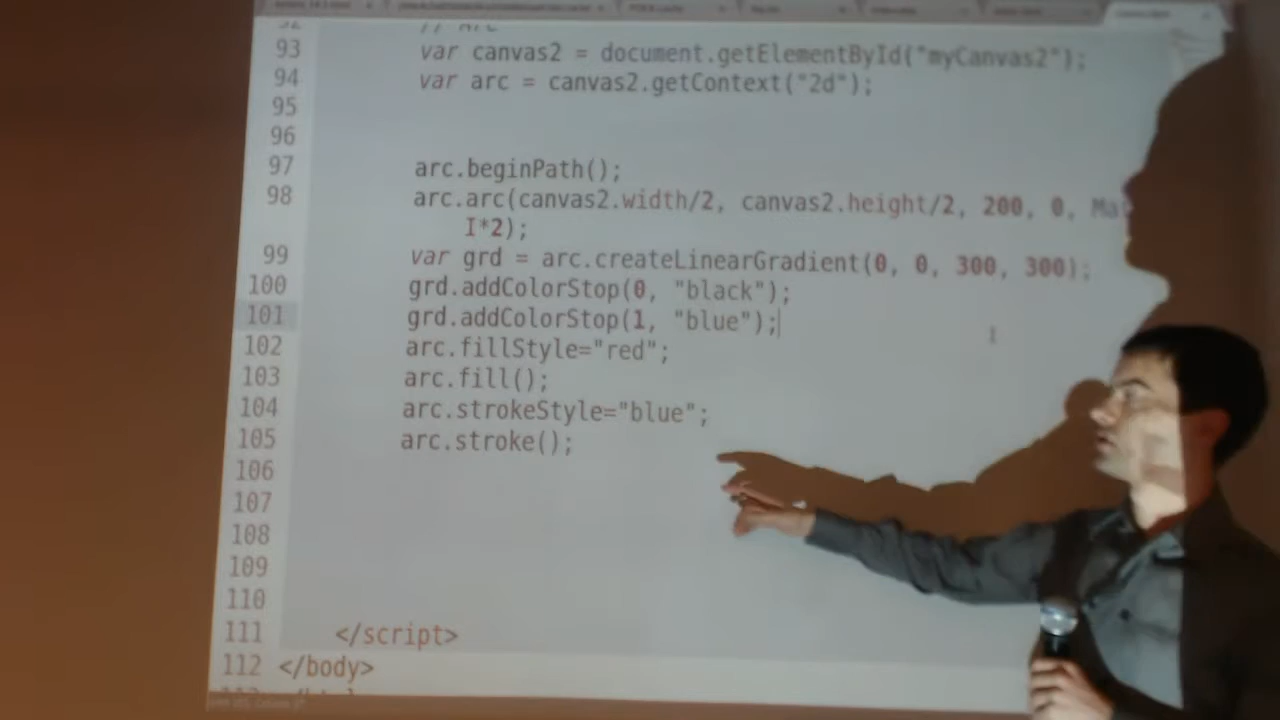 93 var canvas2 = document.getElementById("myCanvas2");
94 var arc = canvas2.getContext("2d");
95
96
97 arc.beginPath();
98 arc.arc(canvas2.width/2, canvas2.height/2, 200, 0, Ma
I*2);
99 var grd = arc.createLinearGradient(0, 0, 300, 300);
100 grd.addColorStop(0, "black");
101 grd.addColorStop(1, "blue");
102 arc.fillStyle="red";
103 arc.fill();
104 arc.strokeStyle="blue";
105 arc.stroke();
106
107
108
109
110
111 </script>
112 </body>